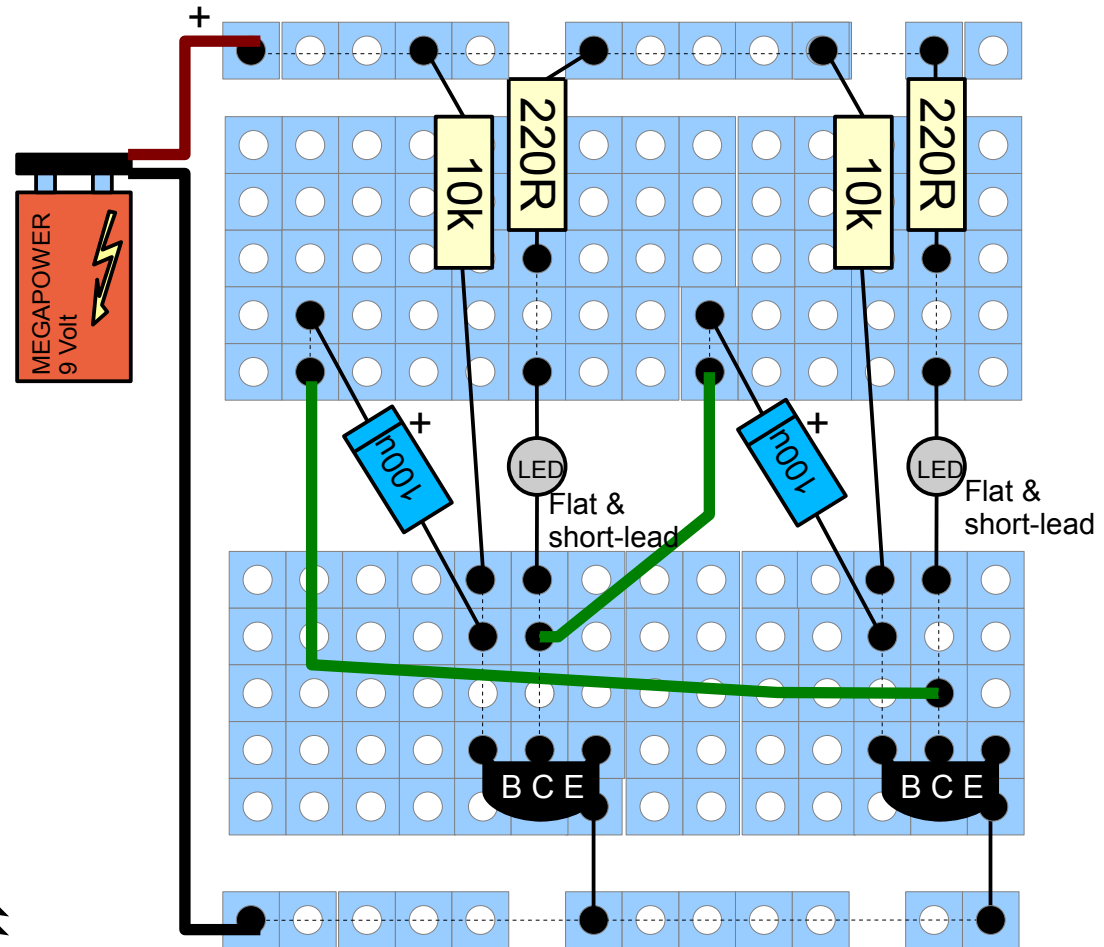 +
220R
220R
10k
10k
MEGAPOWER
9 Volt
+
100u
+
100u
LED
Flat &
short-lead
LED
Flat &
short-lead
B C E
B C E